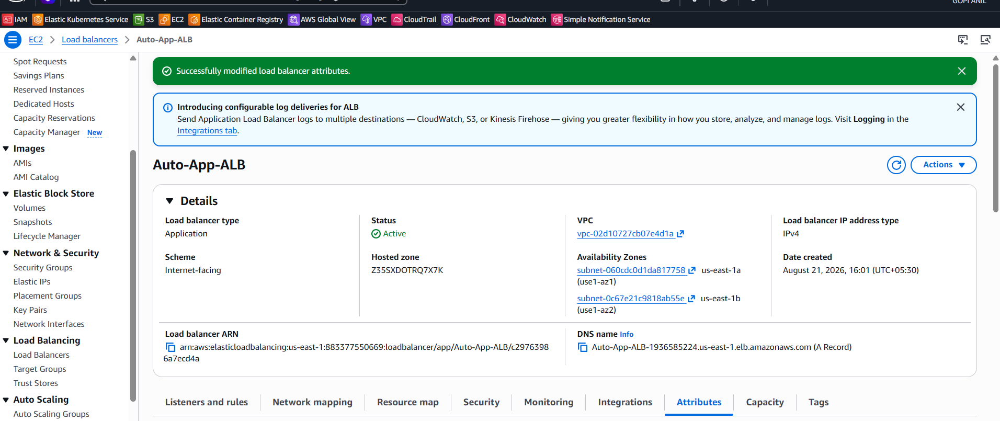 GOPI ANIL
IAM Elastic Kubernetes Service S3 EC2 Elastic Container Registry AWS Global View VPC CloudTrail CloudFront CloudWatch Simple Notification Service
EC2 Load balancers Auto-App-ALB
Spot Requests
Savings Plans
Reserved Instances
Dedicated Hosts
Capacity Reservations
Capacity Manager New
Images
AMIs
AMI Catalog
Elastic Block Store
Volumes
Snapshots
Lifecycle Manager
Network & Security
Security Groups
Elastic IPs
Placement Groups
Key Pairs
Network Interfaces
Load Balancing
Load Balancers
Target Groups
Trust Stores
Auto Scaling
Auto Scaling Groups
Successfully modified load balancer attributes.
Introducing configurable log deliveries for ALB
Send Application Load Balancer logs to multiple destinations — CloudWatch, S3, or Kinesis Firehose — giving you greater flexibility in how you store, analyze, and manage logs. Visit Logging in the
Integrations tab.
Auto-App-ALB
Actions
Details
Load balancer type
Application
Status
Active
VPC
vpc-02d10727cb07e4d1a
Load balancer IP address type
IPv4
Scheme
Internet-facing
Hosted zone
Z35SXDOTRQ7X7K
Availability Zones
subnet-060cdc0d1da817758 us-east-1a
(use1-az1)
subnet-0c67e21c9818ab55e us-east-1b
(use1-az2)
Date created
August 21, 2026, 16:01 (UTC+05:30)
Load balancer ARN
arn:aws:elasticloadbalancing:us-east-1:883377550669:loadbalancer/app/Auto-App-ALB/c2976398
6a7ecd4a
DNS name Info
Auto-App-ALB-1936585224.us-east-1.elb.amazonaws.com (A Record)
Listeners and rules Network mapping Resource map Security Monitoring Integrations Attributes Capacity Tags